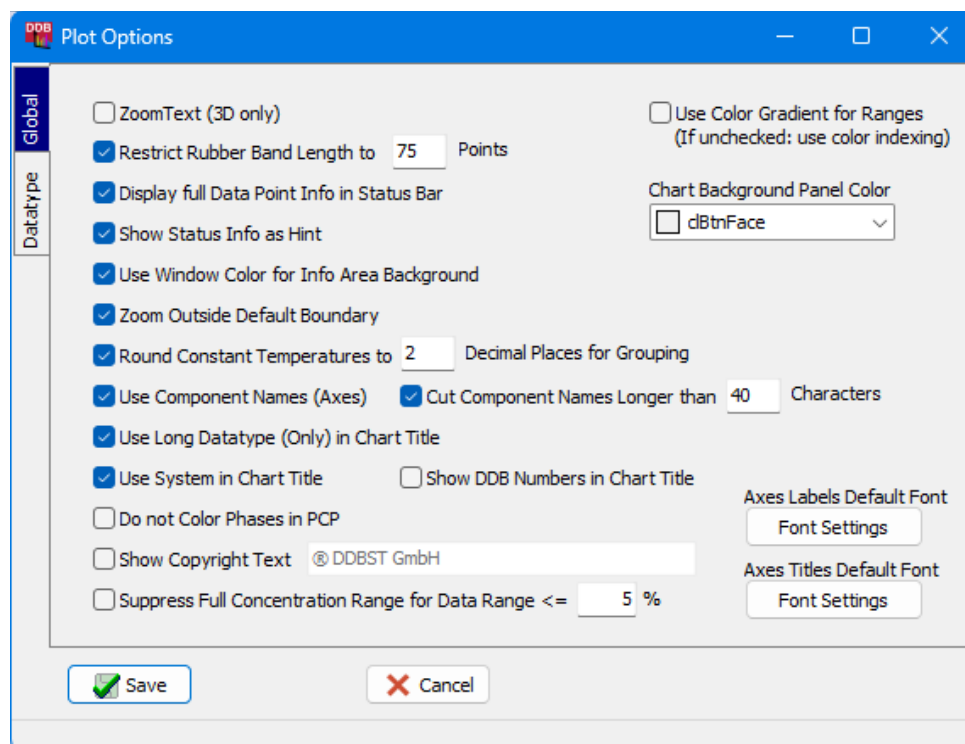 DDB Plot Options
Global
Datatype
ZoomText (3D only)
Use Color Gradient for Ranges
(If unchecked: use color indexing)
Restrict Rubber Band Length to 75 Points
Display full Data Point Info in Status Bar
Chart Background Panel Color
Show Status Info as Hint
clBtnFace
Use Window Color for Info Area Background
Zoom Outside Default Boundary
Round Constant Temperatures to 2 Decimal Places for Grouping
Use Component Names (Axes) Cut Component Names Longer than 40 Characters
Use Long Datatype (Only) in Chart Title
Use System in Chart Title Show DDB Numbers in Chart Title
Axes Labels Default Font
Do not Color Phases in PCP
Font Settings
Show Copyright Text ® DDBST GmbH
Axes Titles Default Font
Suppress Full Concentration Range for Data Range <= 5 %
Font Settings
Save Cancel